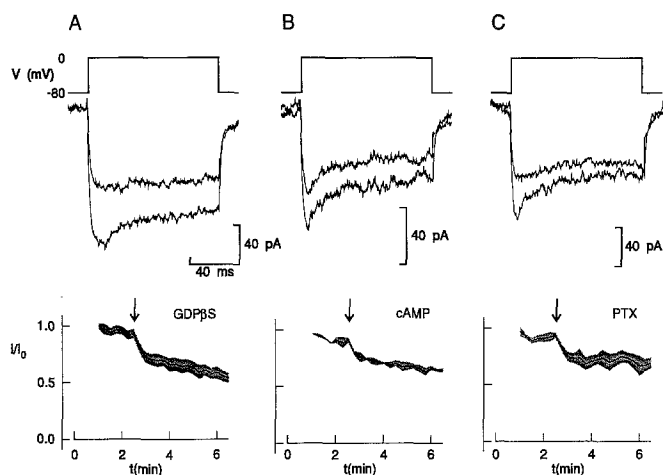 A B C
0
V (mV)
-80
40 pA
40 ms
40 pA
40 pA
GDPβS
cAMP
PTX
1.0
i/i₀
0.5
0.0
0 2 4 6
0 2 4 6
0 2 4 6
t(min)
t(min)
t(min)